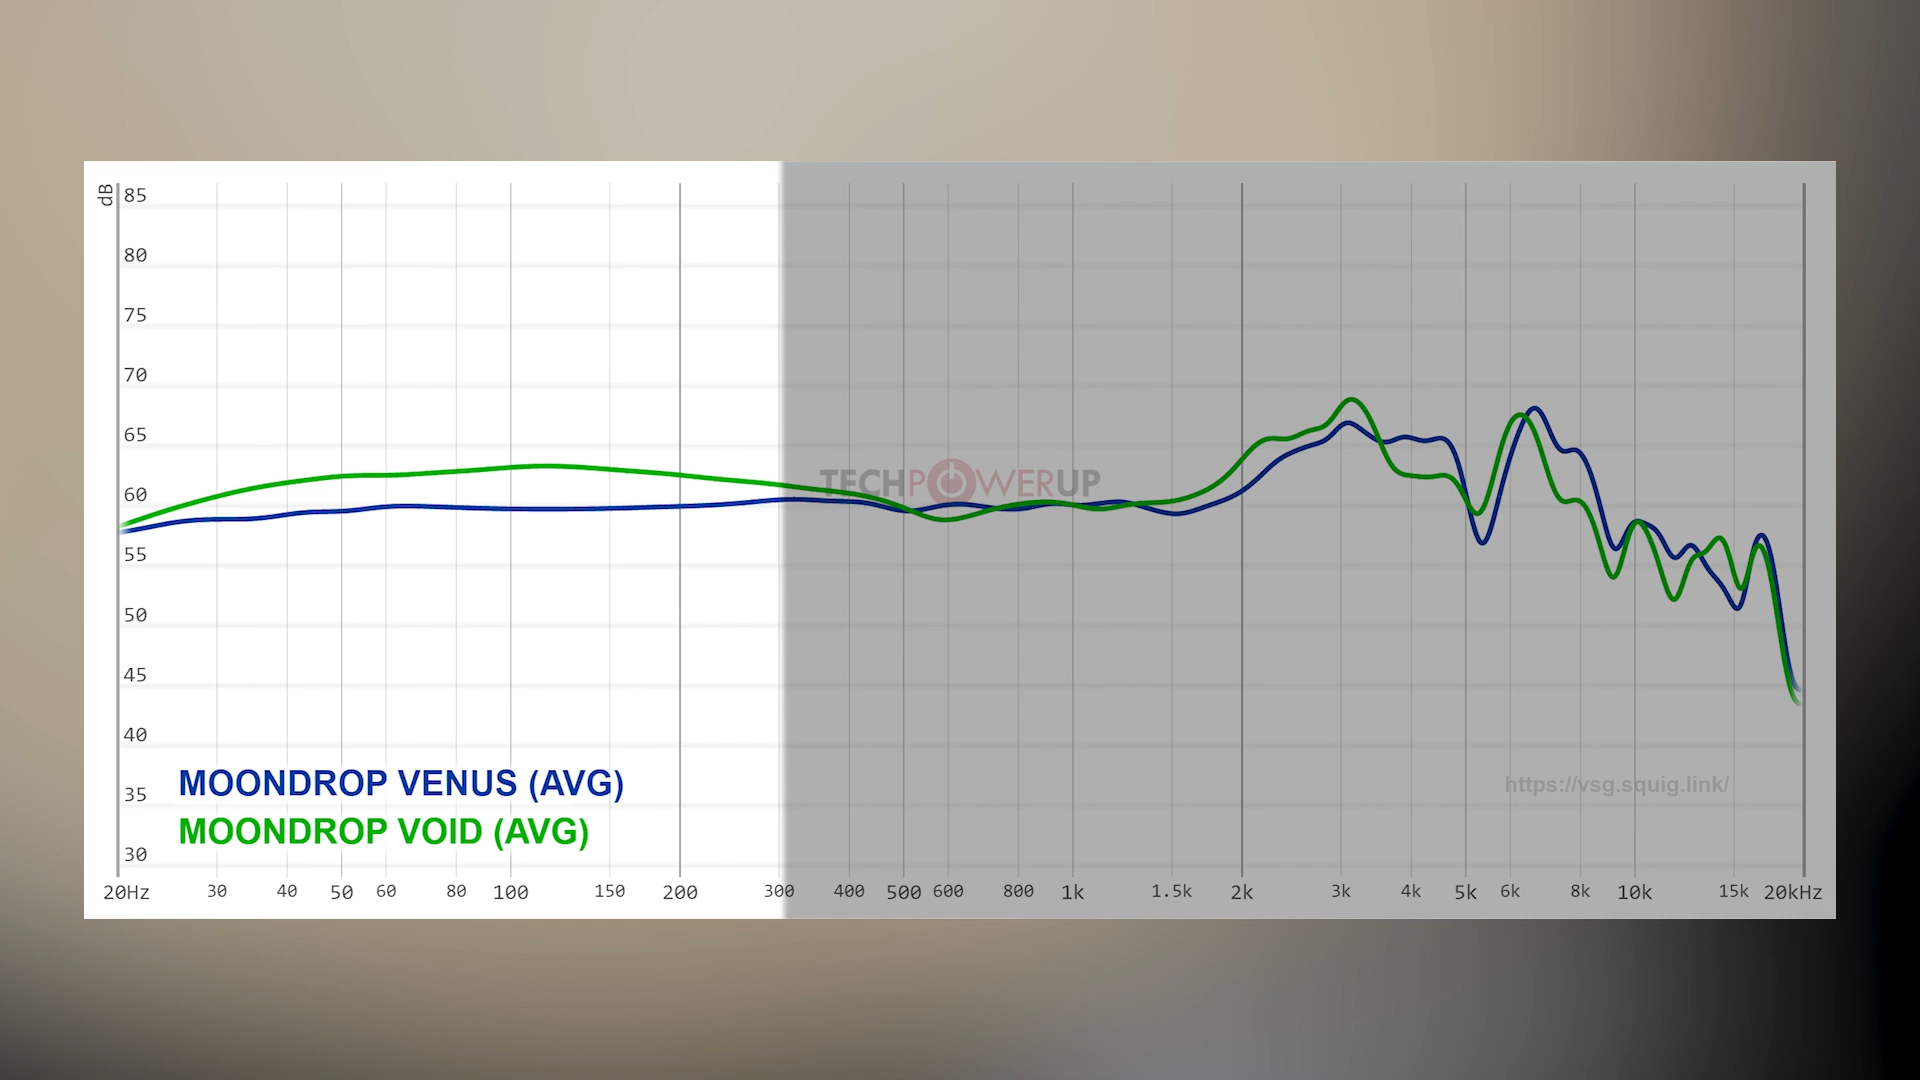 dB
85
80
75
70
65
60
55
50
45
40
35
30
TECHPOWERUP
MOONDROP VENUS (AVG)
MOONDROP VOID (AVG)
https://vsg.squig.link/
20Hz 30 40 50 60 80 100 150 200 300 400 500 600 800 1k 1.5k 2k 3k 4k 5k 6k 8k 10k 15k 20kHz